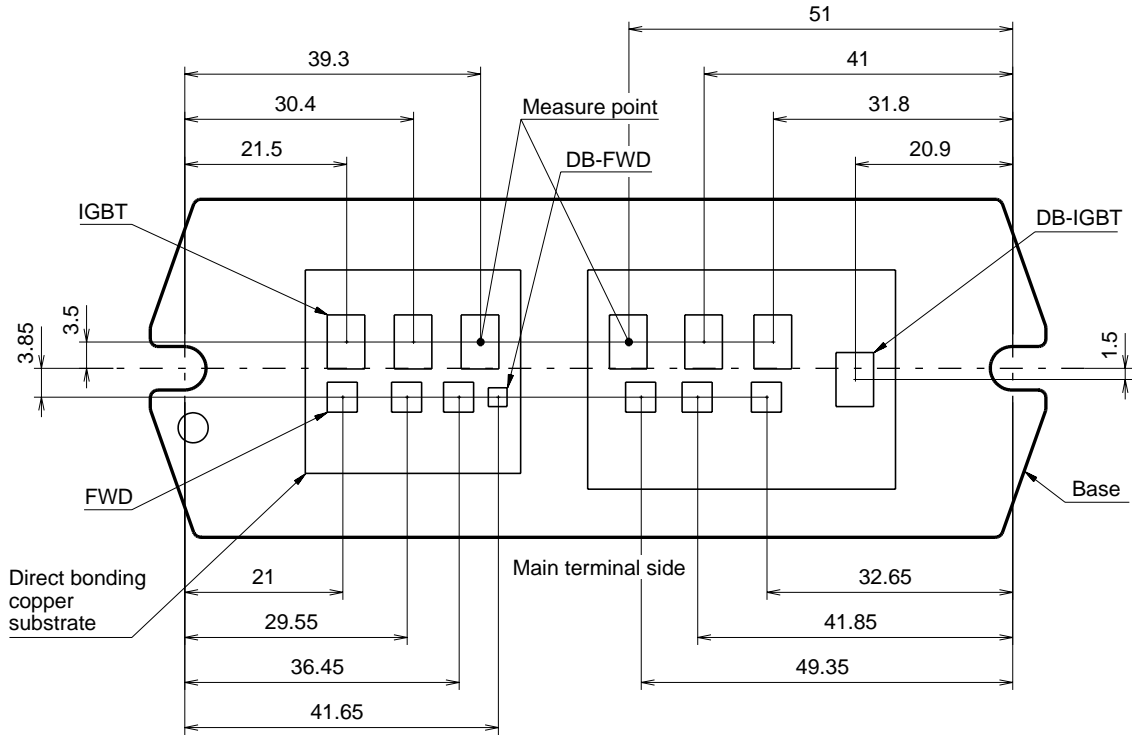 51
39.3
41
30.4
Measure point
31.8
21.5
DB-FWD
20.9
IGBT
DB-IGBT
3.5
3.85
1.5
FWD
Base
Direct bonding
copper
substrate
Main terminal side
21
32.65
29.55
41.85
36.45
49.35
41.65